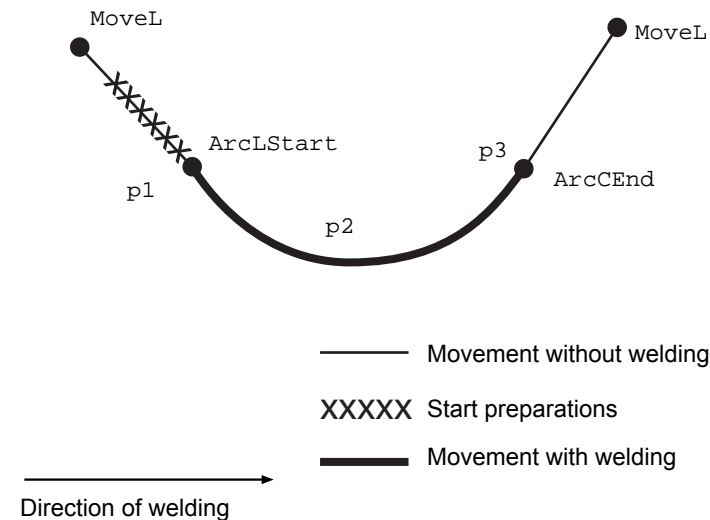 MoveL
MoveL
ArcLStart
p1
p2
p3
ArcCEnd
Movement without welding
XXXXX Start preparations
Movement with welding
Direction of welding